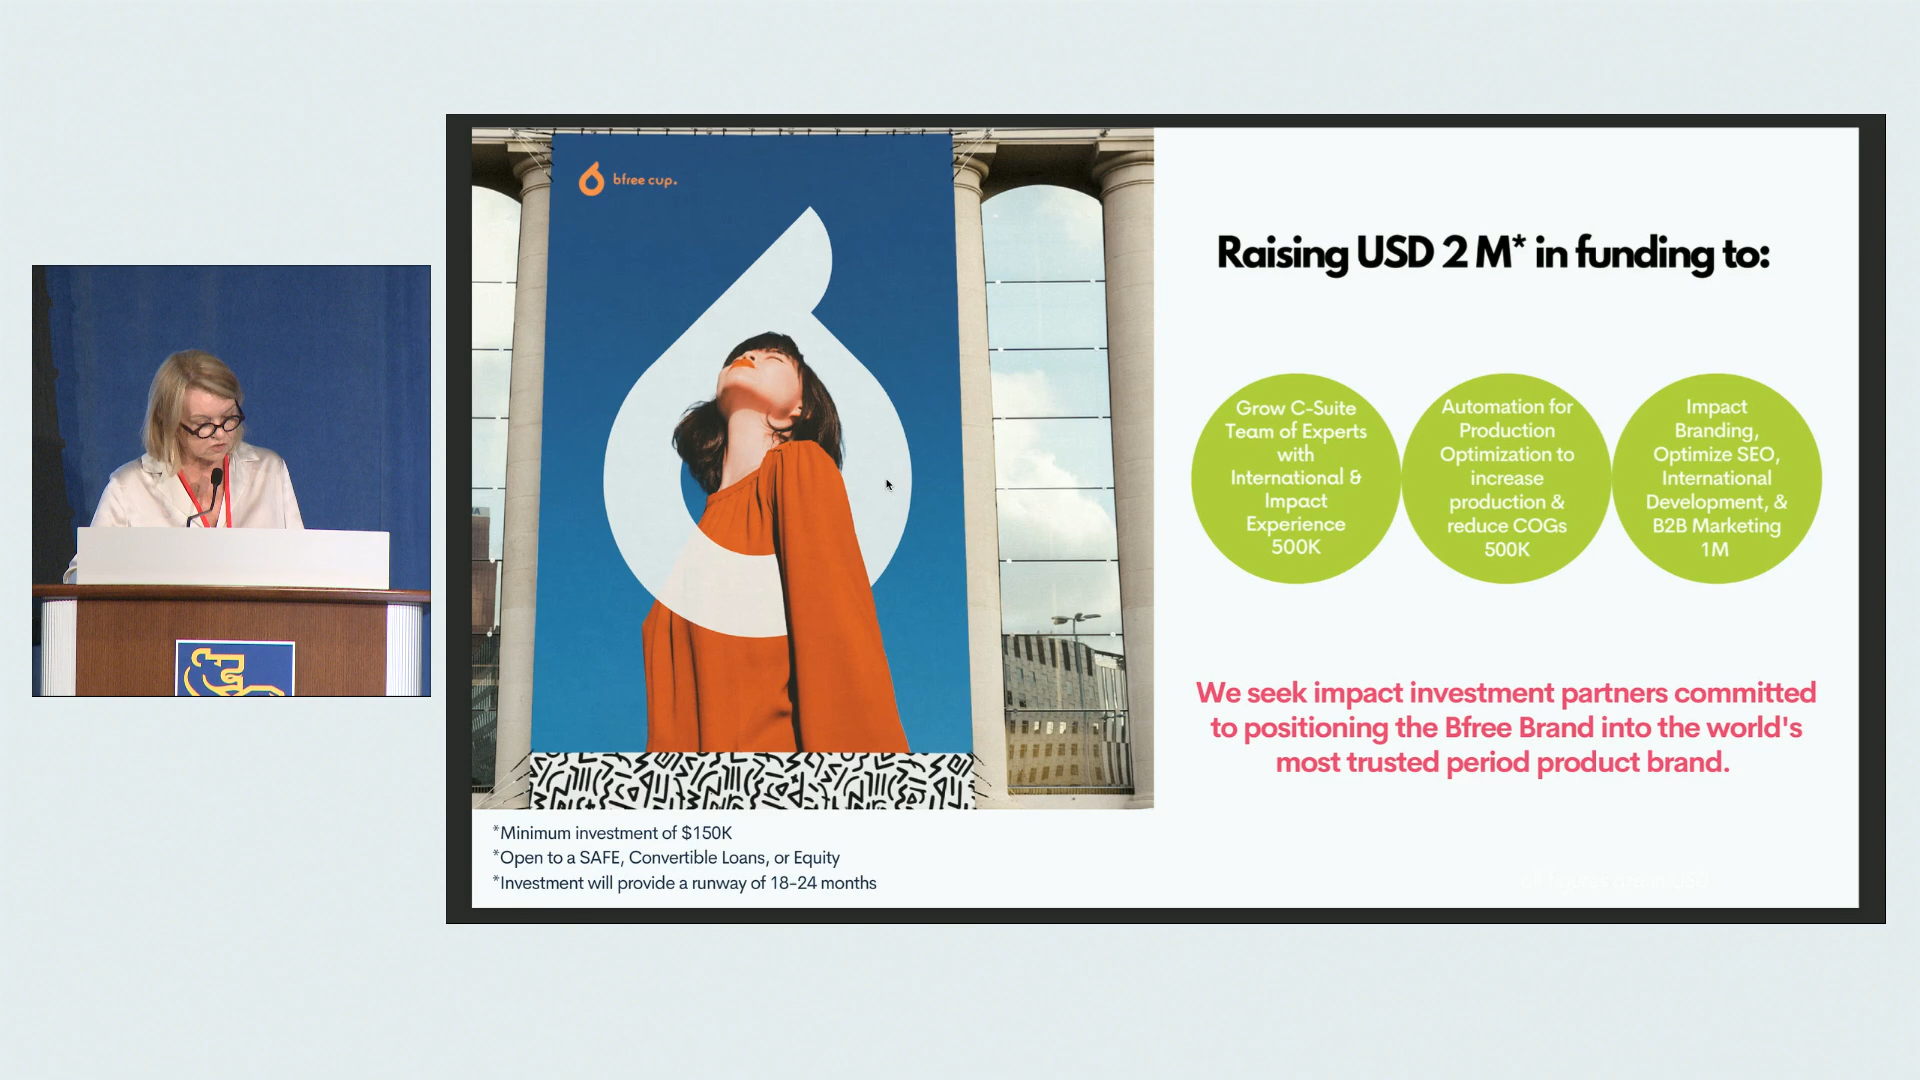 bfree cup.
Raising USD 2 M* in funding to:
Grow C-Suite
Team of Experts
with
International &
Impact
Experience
500K
Automation for
Production
Optimization to
increase
production &
reduce COGs
500K
Impact
Branding,
Optimize SEO,
International
Development, &
B2B Marketing
1M
We seek impact investment partners committed
to positioning the Bfree Brand into the world's
most trusted period product brand.
*Minimum investment of $150K
*Open to a SAFE, Convertible Loans, or Equity
*Investment will provide a runway of 18-24 months